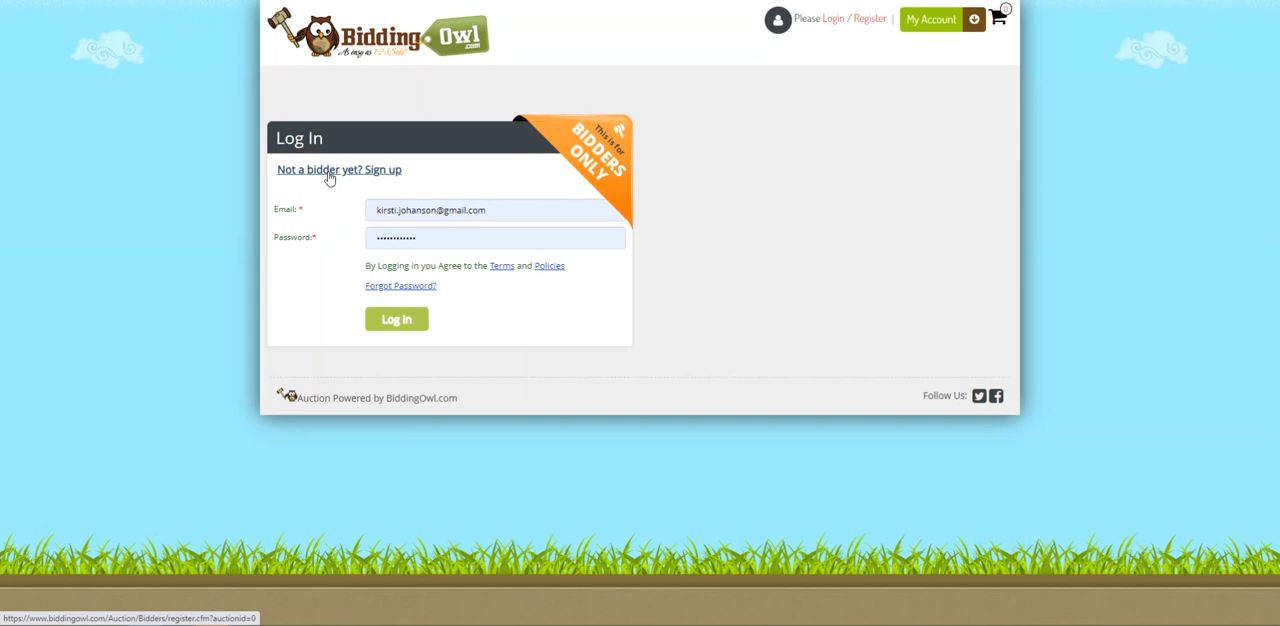 Bidding Owl .com
As easy as 1-2-3, Sold!
Please Login / Register | My Account 0
Log In
This is for
BIDDERS
ONLY
Not a bidder yet? Sign up
Email: * kirsti.johanson@gmail.com
Password:* ••••••••••••
By Logging in you Agree to the Terms and Policies
Forgot Password?
Log In
Auction Powered by BiddingOwl.com
Follow Us:
https://www.biddingowl.com/Auction/Bidders/register.cfm?auctionid=0